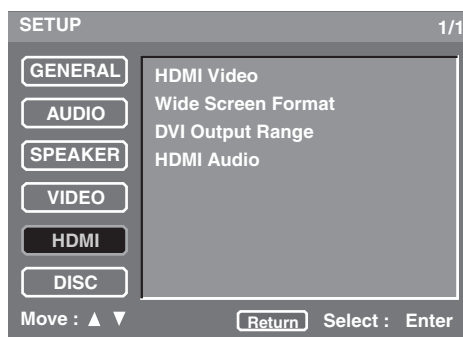 SETUP 1/1
GENERAL
AUDIO
SPEAKER
VIDEO
HDMI
DISC
HDMI Video
Wide Screen Format
DVI Output Range
HDMI Audio
Move : ▲ ▼ Return Select : Enter